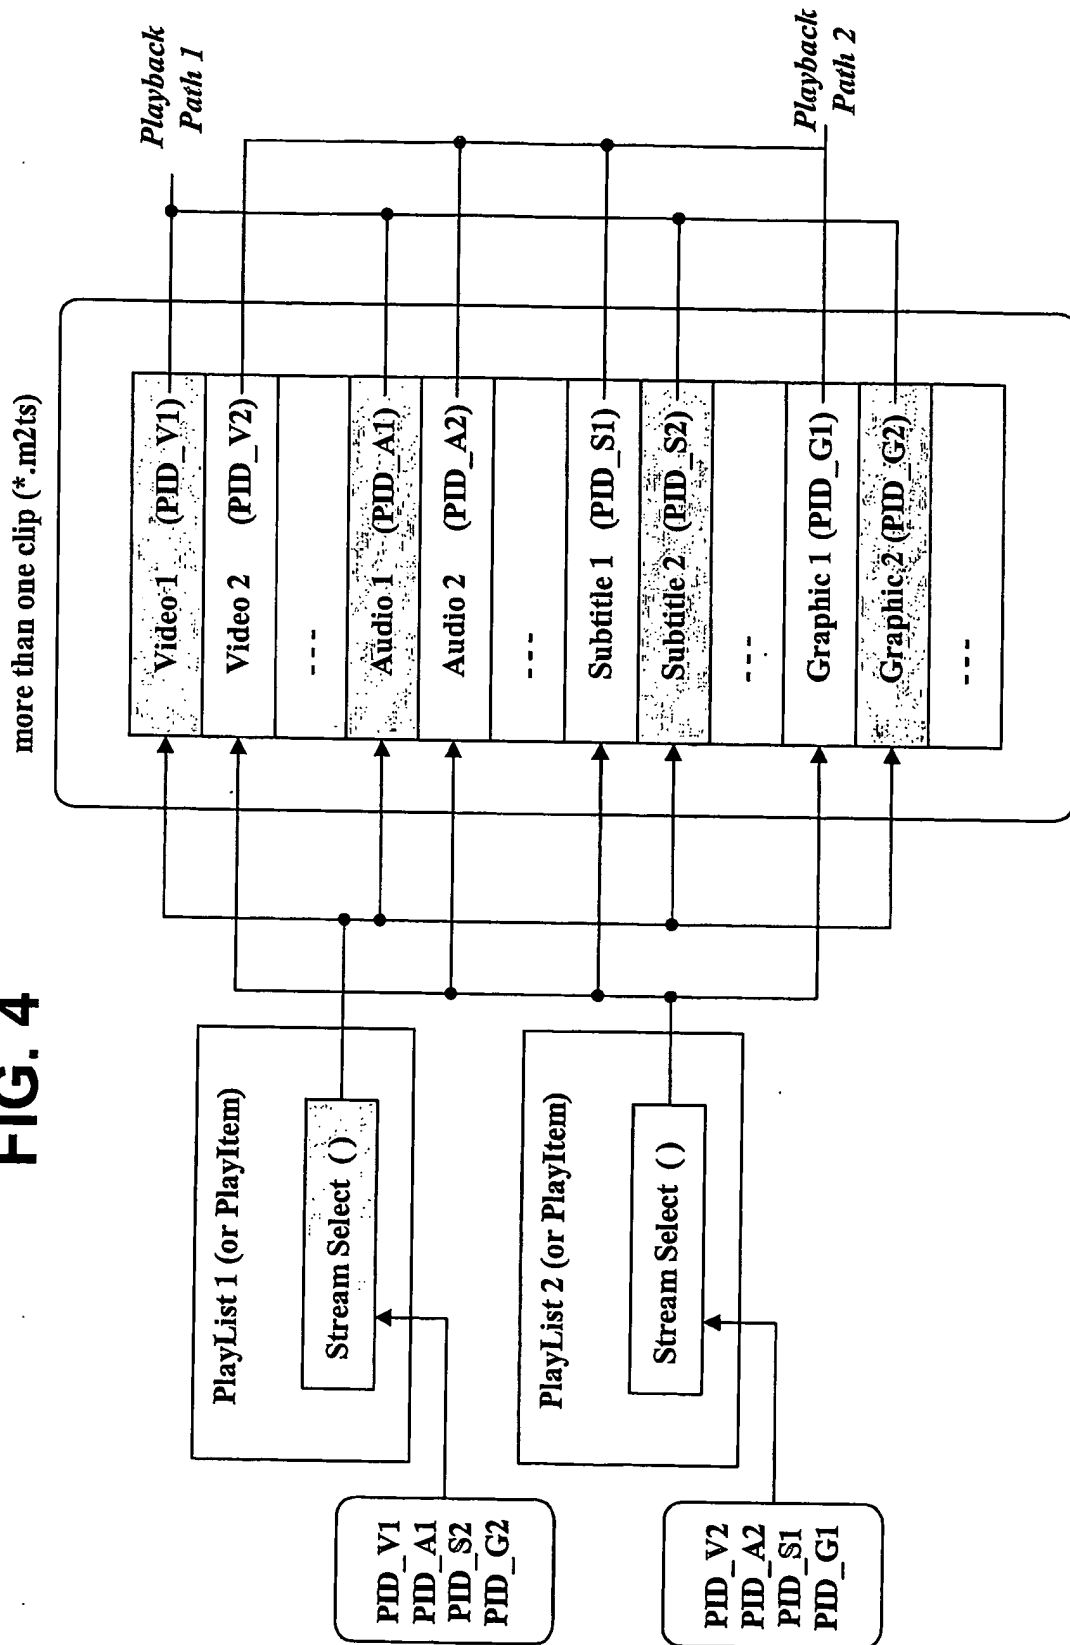 FIG. 4
more than one clip (*.m2ts)
PID_V1
PID_A1
PID_S2
PID_G2
PlayList 1 (or PlayItem)
Stream Select ( )
PID_V2
PID_A2
PID_S1
PID_G1
PlayList 2 (or PlayItem)
Stream Select ( )
Video 1 (PID_V1)
Video 2 (PID_V2)
- - -
Audio 1 (PID_A1)
Audio 2 (PID_A2)
- - -
Subtitle 1 (PID_S1)
Subtitle 2 (PID_S2)
- - -
Graphic 1 (PID_G1)
Graphic 2 (PID_G2)
- - -
Playback
Path 1
Playback
Path 2